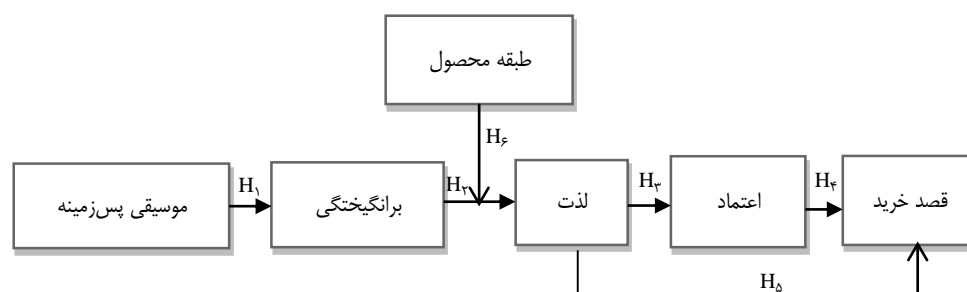 طبقه محصول
H۶
موسیقی پس‌زمینه
H۱
برانگیختگی
H۲
لذت
H۳
اعتماد
H۴
قصد خرید
H۵